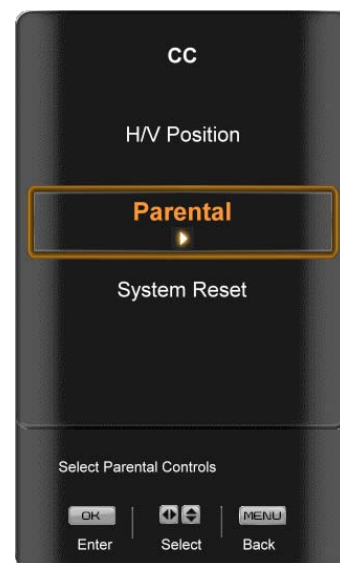 CC
H/V Position
Parental
System Reset
Select Parental Controls
OK MENU
Enter Select Back